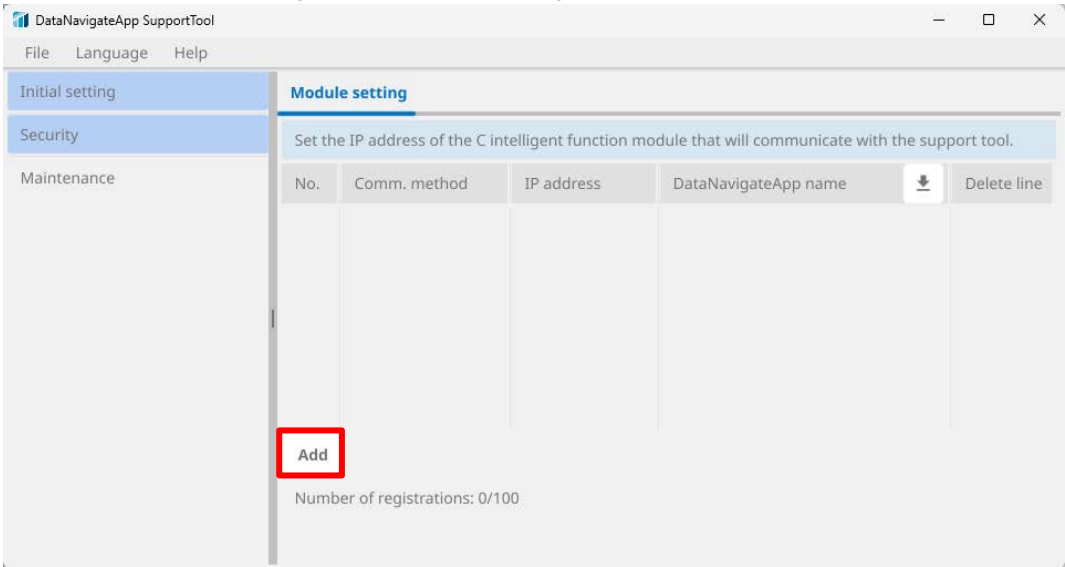 DataNavigateApp SupportTool
File Language Help
Initial setting
Security
Maintenance
Module setting
Set the IP address of the C intelligent function module that will communicate with the support tool.
No. Comm. method IP address DataNavigateApp name Delete line
Add
Number of registrations: 0/100